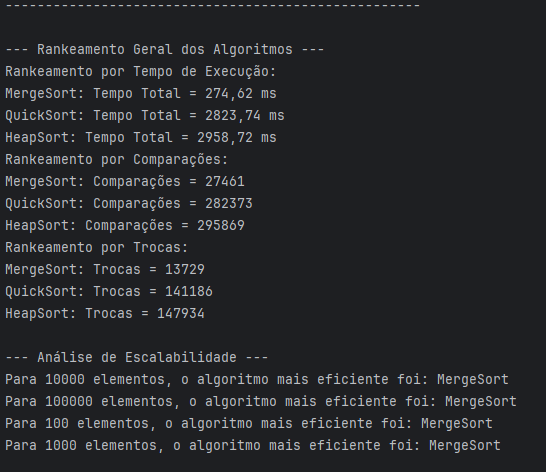 ----------------------------------------------------
--- Rankeamento Geral dos Algoritmos ---
Rankeamento por Tempo de Execução:
MergeSort: Tempo Total = 274,62 ms
QuickSort: Tempo Total = 2823,74 ms
HeapSort: Tempo Total = 2958,72 ms
Rankeamento por Comparações:
MergeSort: Comparações = 27461
QuickSort: Comparações = 282373
HeapSort: Comparações = 295869
Rankeamento por Trocas:
MergeSort: Trocas = 13729
QuickSort: Trocas = 141186
HeapSort: Trocas = 147934
--- Análise de Escalabilidade ---
Para 10000 elementos, o algoritmo mais eficiente foi: MergeSort
Para 100000 elementos, o algoritmo mais eficiente foi: MergeSort
Para 100 elementos, o algoritmo mais eficiente foi: MergeSort
Para 1000 elementos, o algoritmo mais eficiente foi: MergeSort